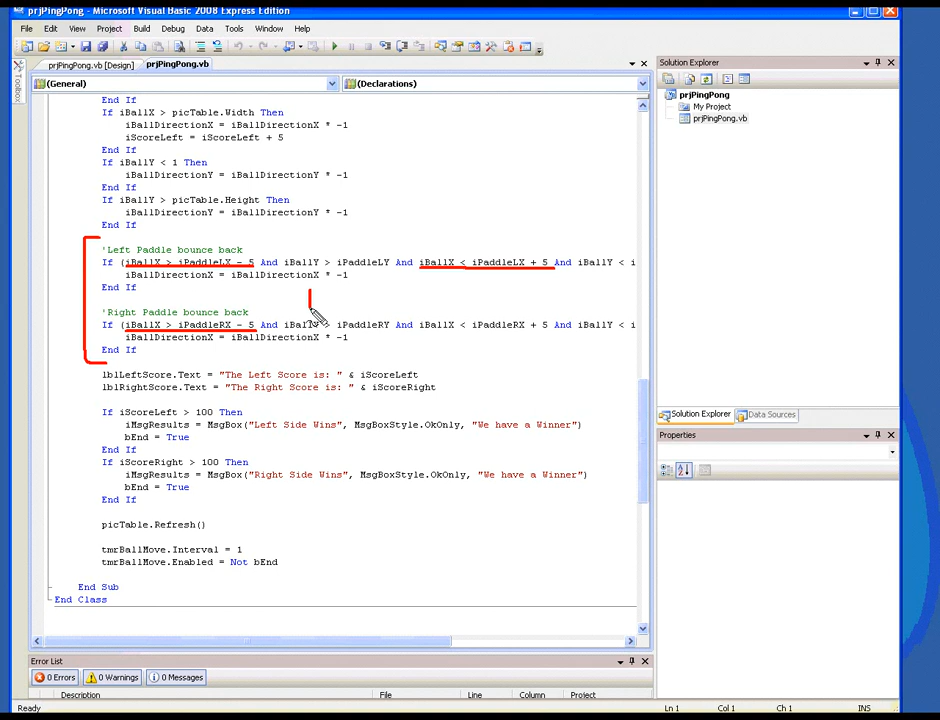 prjPingPong - Microsoft Visual Basic 2008 Express Edition
File Edit View Project Build Debug Data Tools Window Help
prjPingPong.vb [Design] prjPingPong.vb
Toolbox
(General) (Declarations)
End If
If iBallX > picTable.Width Then
iBallDirectionX = iBallDirectionX * -1
iScoreLeft = iScoreLeft + 5
End If
If iBallY < 1 Then
iBallDirectionY = iBallDirectionY * -1
End If
If iBallY > picTable.Height Then
iBallDirectionY = iBallDirectionY * -1
End If
'Left Paddle bounce back
If (iBallX > iPaddleLX - 5 And iBallY > iPaddleLY And iBallX < iPaddleLX + 5 And iBallY < i
iBallDirectionX = iBallDirectionX * -1
End If
'Right Paddle bounce back
If (iBallX > iPaddleRX - 5 And iBallY > iPaddleRY And iBallX < iPaddleRX + 5 And iBallY < i
iBallDirectionX = iBallDirectionX * -1
End If
lblLeftScore.Text = "The Left Score is: " & iScoreLeft
lblRightScore.Text = "The Right Score is: " & iScoreRight
If iScoreLeft > 100 Then
iMsgResults = MsgBox("Left Side Wins", MsgBoxStyle.OkOnly, "We have a Winner")
bEnd = True
End If
If iScoreRight > 100 Then
iMsgResults = MsgBox("Right Side Wins", MsgBoxStyle.OkOnly, "We have a Winner")
bEnd = True
End If
picTable.Refresh()
tmrBallMove.Interval = 1
tmrBallMove.Enabled = Not bEnd
End Sub
End Class
Solution Explorer
prjPingPong
My Project
prjPingPong.vb
Solution Explorer Data Sources
Properties
Error List
0 Errors 0 Warnings 0 Messages
Description File Line Column Project
Ready Ln 1 Col 1 Ch 1 INS